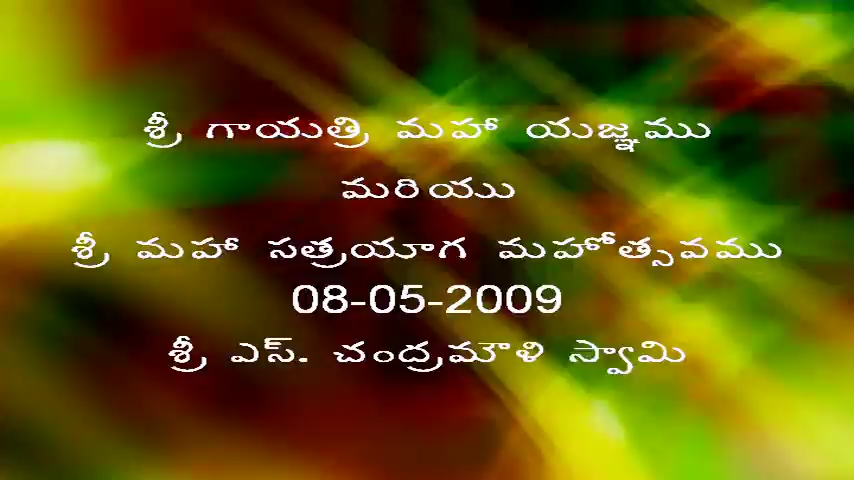 శ్రీ గాయత్రి మహా యజ్ఞము
మరియు
శ్రీ మహా సత్రయాగ మహోత్సవము
08-05-2009
శ్రీ ఎస్. చంద్రమౌళి స్వామి